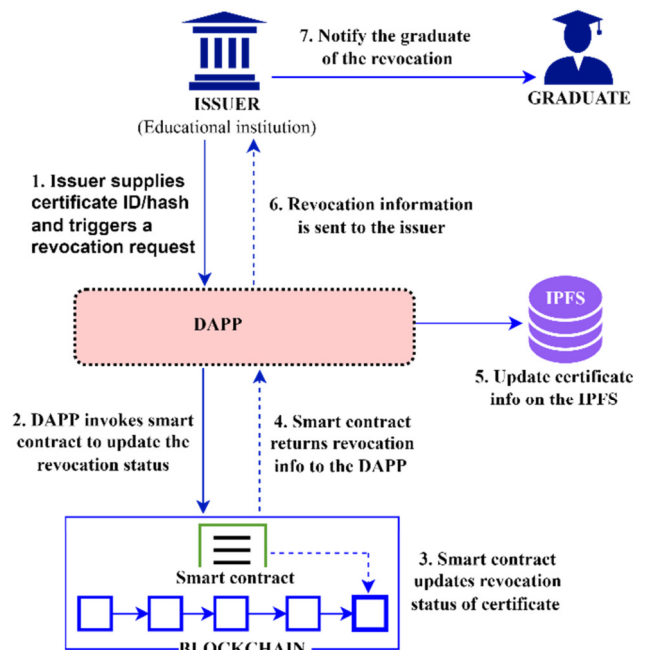 7. Notify the graduate
of the revocation
ISSUER
(Educational institution)
GRADUATE
1. Issuer supplies
certificate ID/hash
and triggers a
revocation request
6. Revocation information
is sent to the issuer
DAPP
IPFS
5. Update certificate
info on the IPFS
2. DAPP invokes smart
contract to update the
revocation status
4. Smart contract
returns revocation
info to the DAPP
Smart contract
3. Smart contract
updates revocation
status of certificate
BLOCKCHAIN